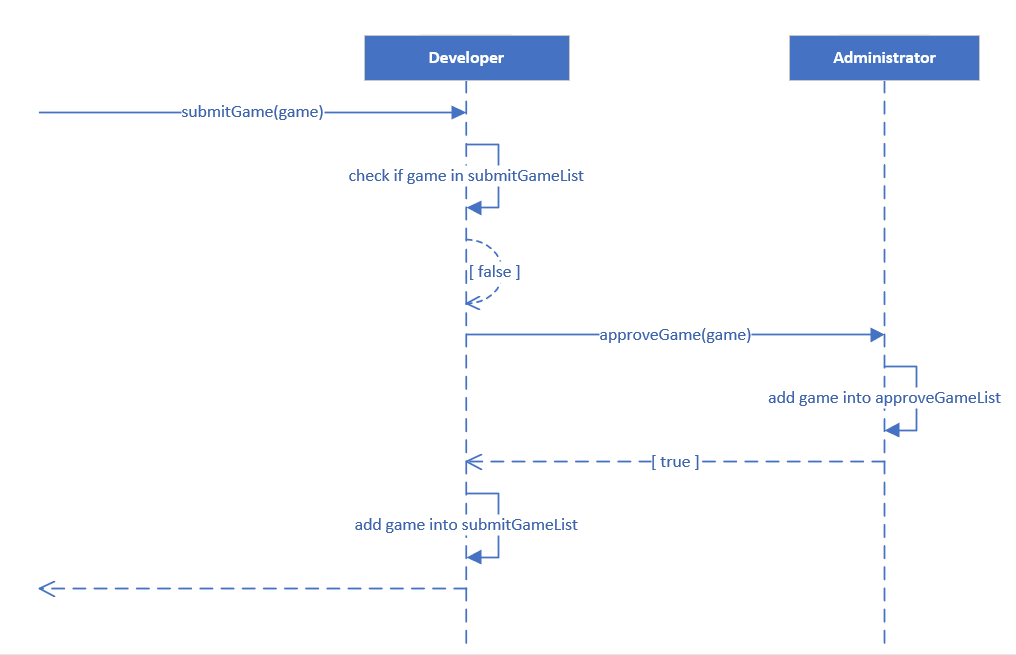 Developer
Administrator
submitGame(game)
check if game in submitGameList
[ false ]
approveGame(game)
add game into approveGameList
[ true ]
add game into submitGameList